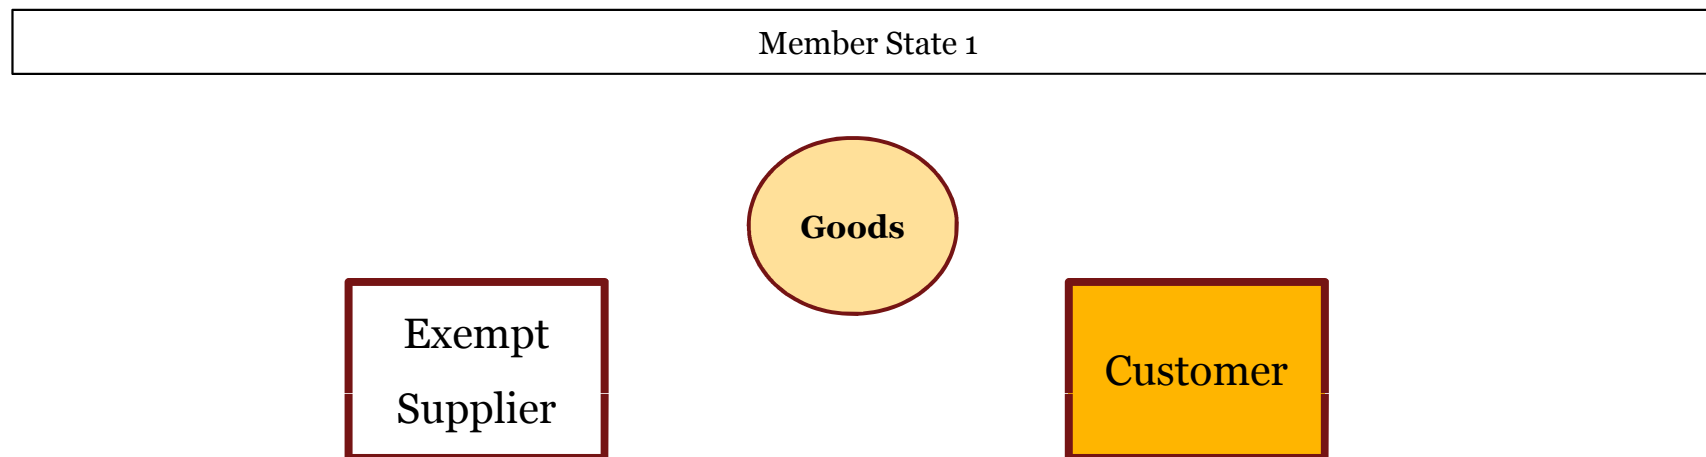 Member State 1
Goods
Exempt
Supplier
Customer